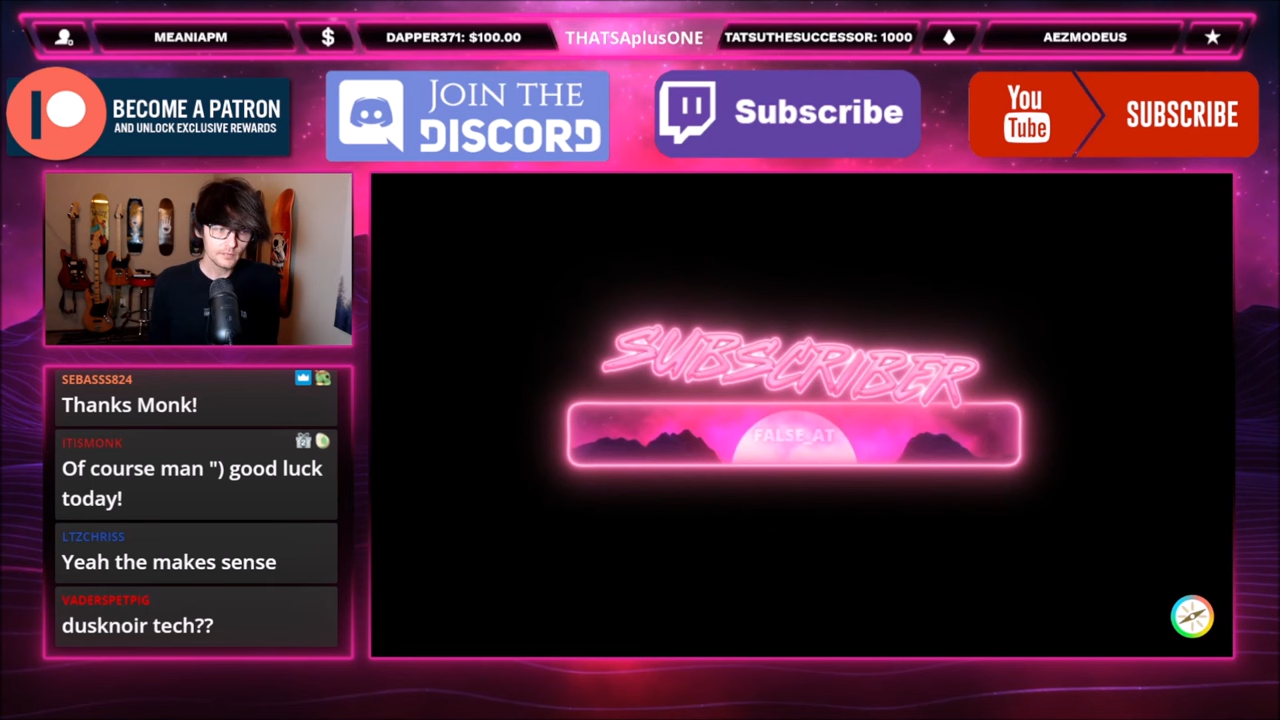 MEANIAPM
$
DAPPER371: $100.00
THATSAplusONE
TATSUTHESUCCESSOR: 1000
AEZMODEUS
BECOME A PATRON
AND UNLOCK EXCLUSIVE REWARDS
JOIN THE
DISCORD
Subscribe
You
Tube
SUBSCRIBE
SUBSCRIBER
FALSE_AT
SEBASSS824
Thanks Monk!
ITISMONK
Of course man ") good luck
today!
LTZCHRISS
Yeah the makes sense
VADERSPETPIG
dusknoir tech??